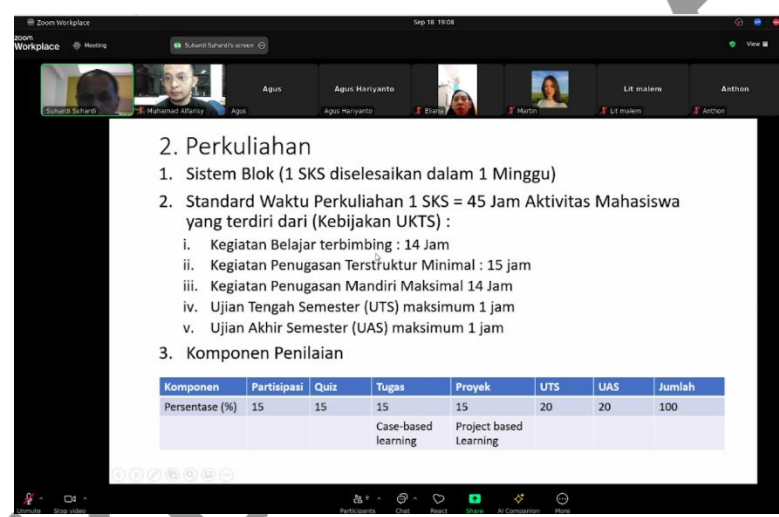 Zoom Workplace
Sep 18 19:08
zoom
Workplace
Meeting
Suhardi Suhardi's screen
View
Agus
Agus Hariyanto
Lit malem
Anthon
Suhardi Suhardi
Muhamad Alfarisy
Agus
Agus Hariyanto
Eliana
Martin
Lit malem
Anthon
2. Perkuliahan
1. Sistem Blok (1 SKS diselesaikan dalam 1 Minggu)
2. Standard Waktu Perkuliahan 1 SKS = 45 Jam Aktivitas Mahasiswa
yang terdiri dari (Kebijakan UKTS) :
i. Kegiatan Belajar terbimbing : 14 Jam
ii. Kegiatan Penugasan Terstruktur Minimal : 15 jam
iii. Kegiatan Penugasan Mandiri Maksimal 14 Jam
iv. Ujian Tengah Semester (UTS) maksimum 1 jam
v. Ujian Akhir Semester (UAS) maksimum 1 jam
3. Komponen Penilaian
Komponen Partisipasi Quiz Tugas Proyek UTS UAS Jumlah
Persentase (%) 15 15 15 15 20 20 100
Case-based learning Project based Learning
Unmute
Stop video
Participants
9
Chat
React
Share
AI Companion
More